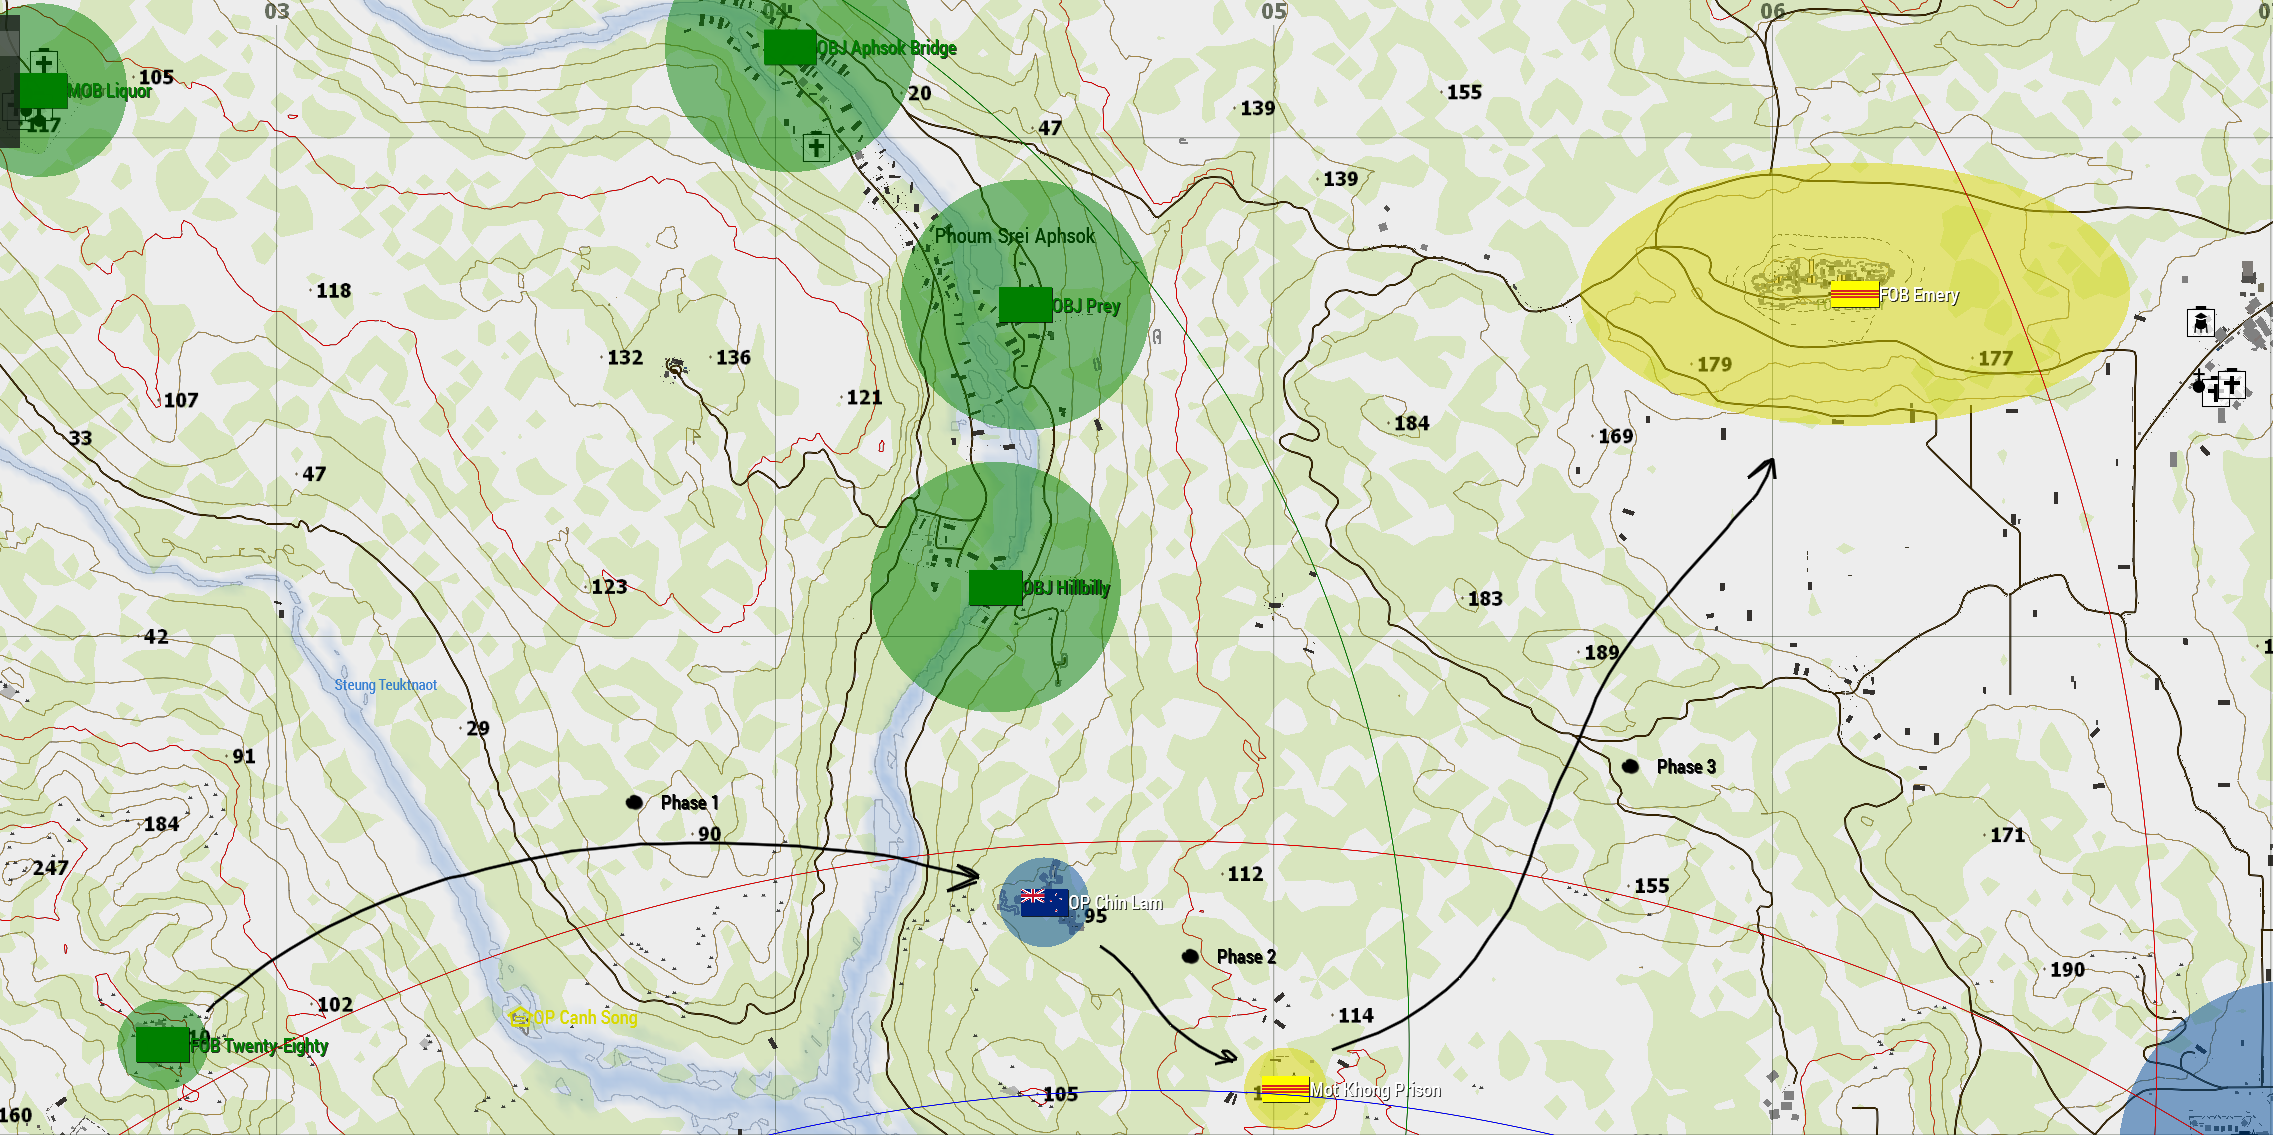 03
04
05
06
OBJ Aphsok Bridge
105
MOB Liquor
117
20
155
139
47
139
Phoum Srei Aphsok
118
OBJ Prey
FOB Emery
132
136
179
177
107
121
184
33
169
47
123
OBJ Hillbilly
183
42
189
Steung Teuktnaot
29
91
Phase 3
Phase 1
184
90
171
247
112
155
OP Chin Lam
95
Phase 2
190
102
OP Canh Song
114
FOB Twenty-Eighty
105
Mot Khong Prison
160